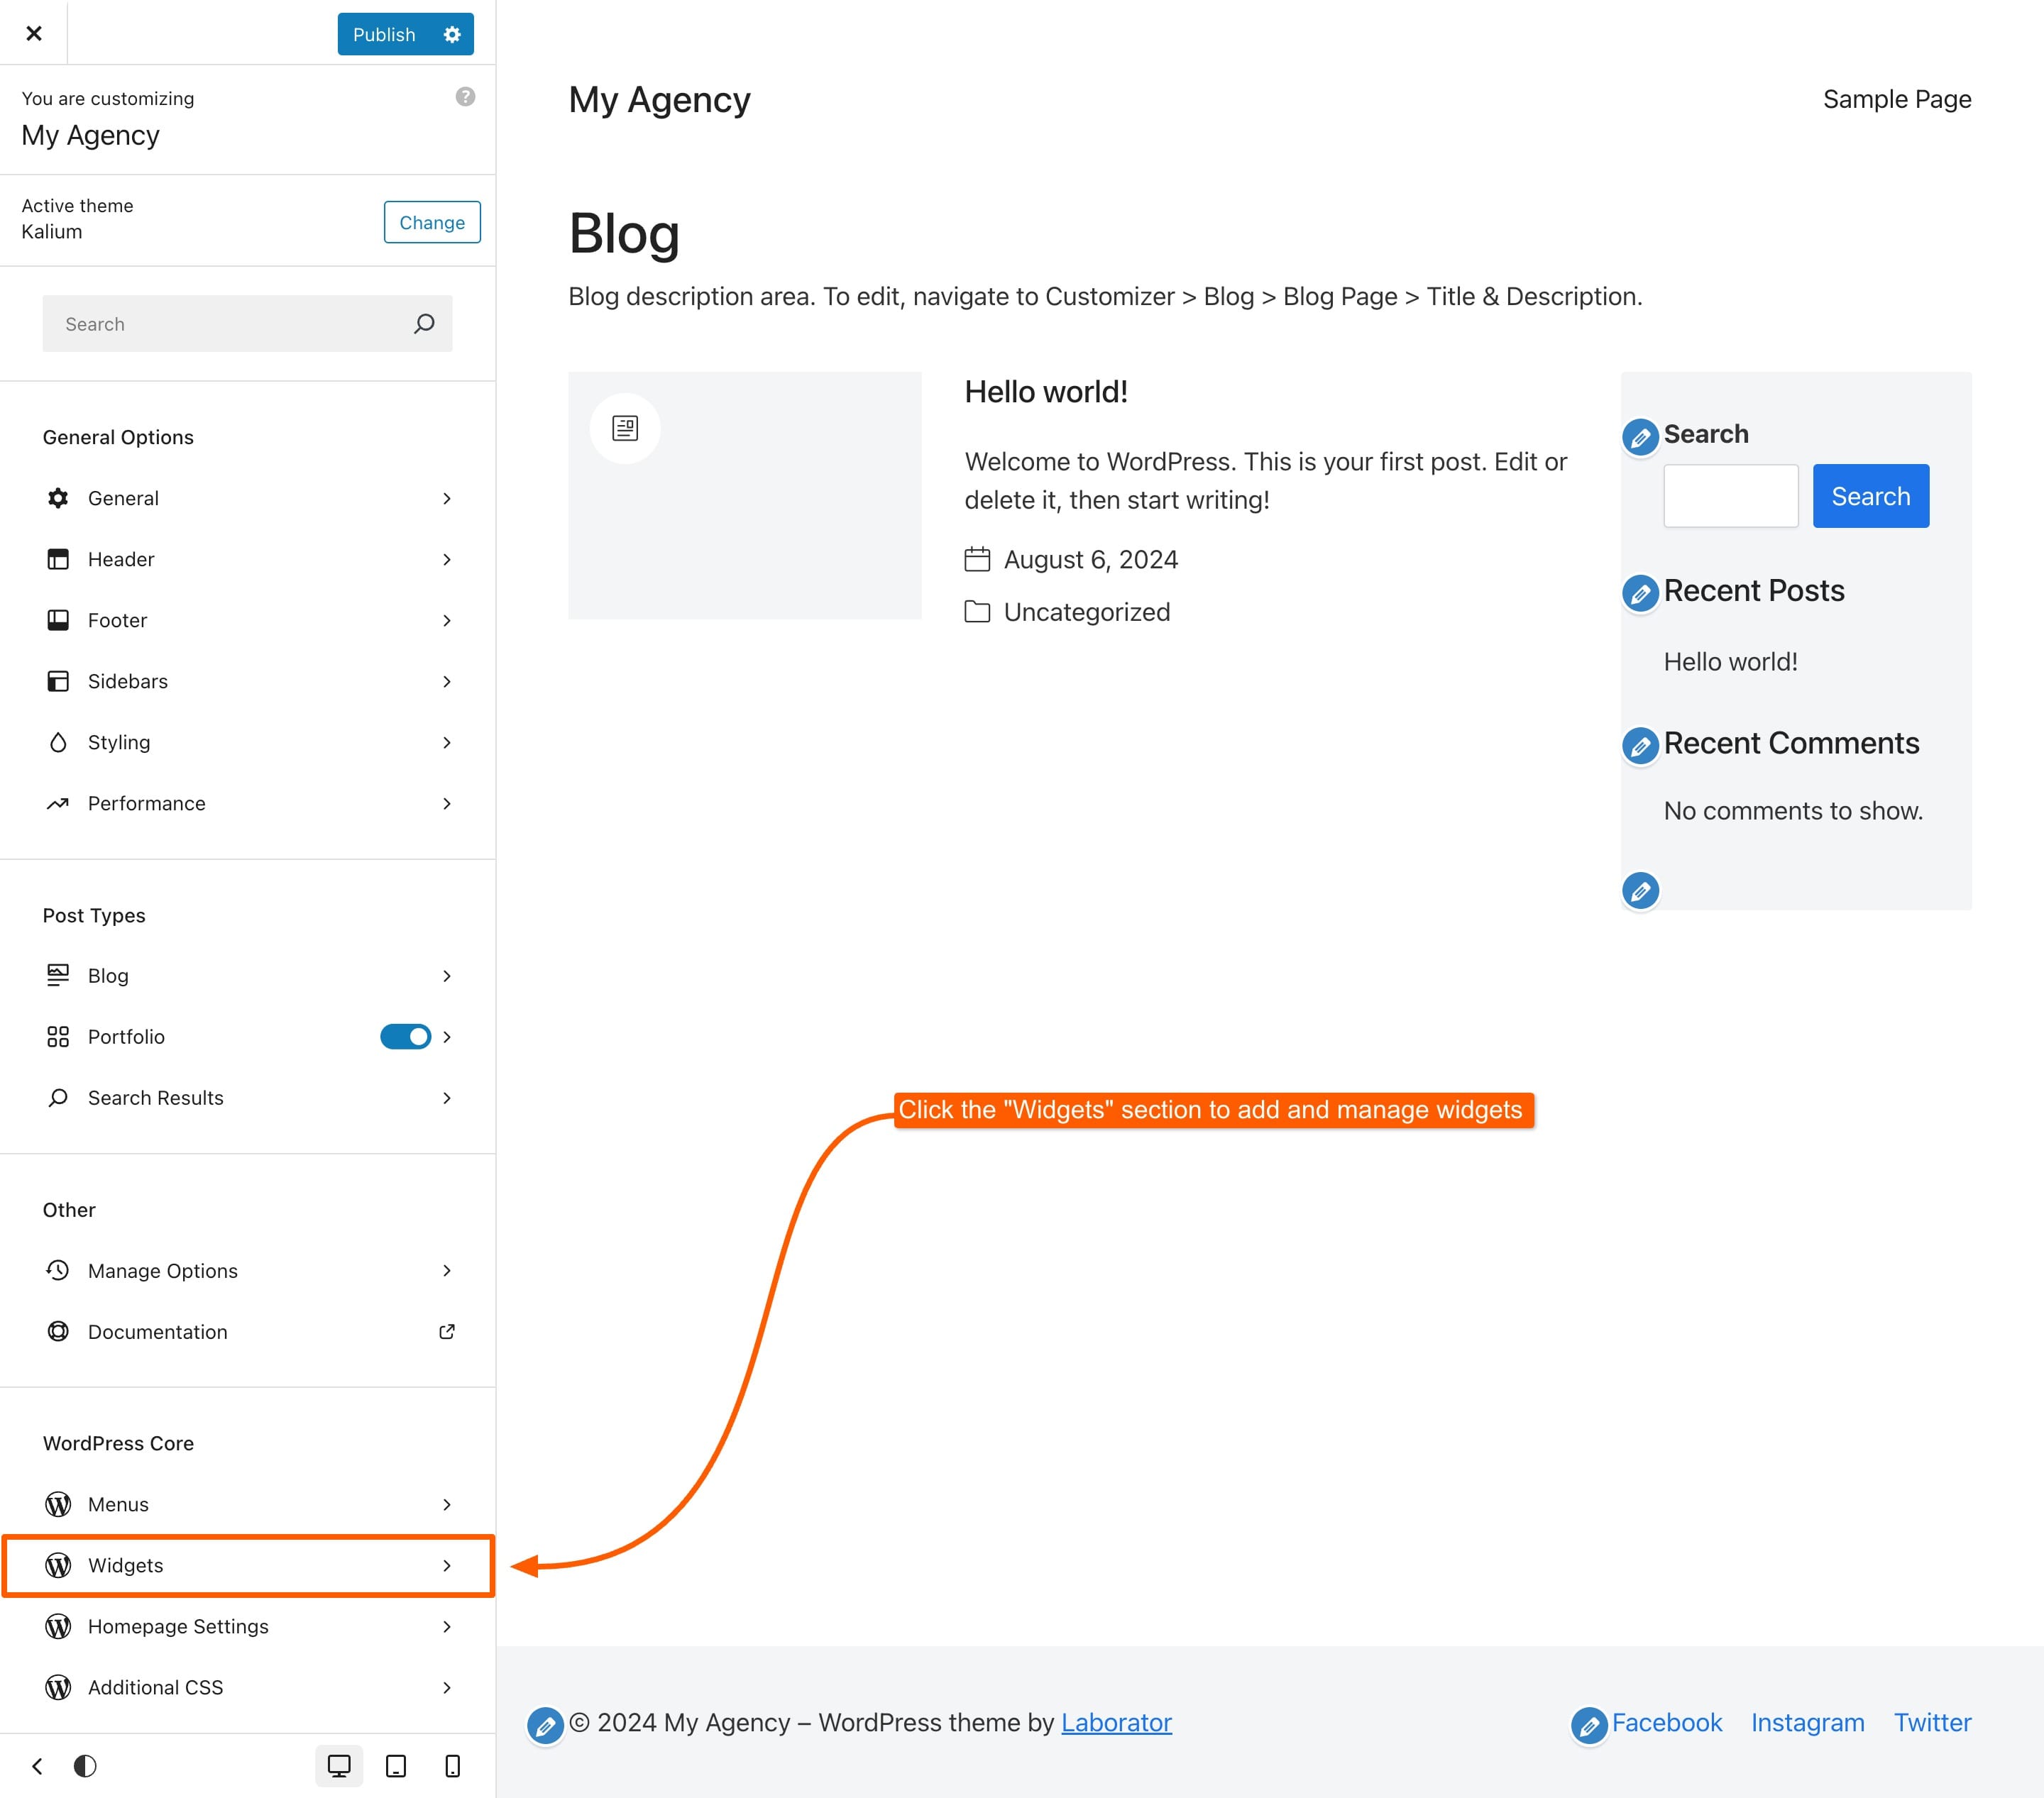 Publish
You are customizing
My Agency
Active theme
Kalium
Change
Search
General Options
General
Header
Footer
Sidebars
Styling
Performance
Post Types
Blog
Portfolio
Search Results
Other
Manage Options
Documentation
WordPress Core
Menus
Widgets
Homepage Settings
Additional CSS
My Agency
Sample Page
Blog
Blog description area. To edit, navigate to Customizer > Blog > Blog Page > Title & Description.
Hello world!
Welcome to WordPress. This is your first post. Edit or
delete it, then start writing!
August 6, 2024
Uncategorized
Search
Search
Recent Posts
Hello world!
Recent Comments
No comments to show.
Click the "Widgets" section to add and manage widgets
© 2024 My Agency – WordPress theme by Laborator
Facebook Instagram Twitter